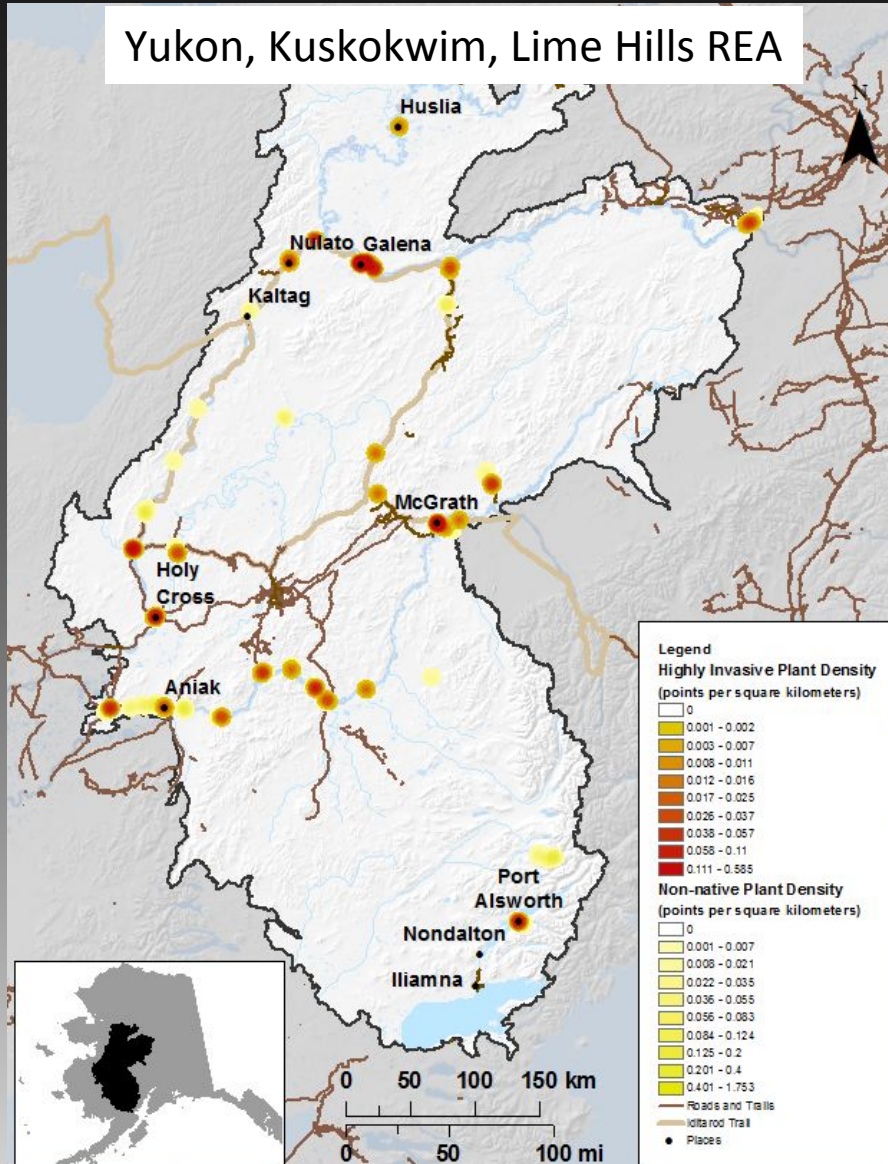 Yukon, Kuskokwim, Lime Hills REA
N
Huslia
Nulato Galena
Kaltag
McGrath
Holy
Cross
Aniak
Port
Alsworth
Nondalton
Iliamna
0 50 100 150 km
0 50 100 mi
Legend
Highly Invasive Plant Density
(points per square kilometers)
0
0.001 - 0.002
0.003 - 0.007
0.008 - 0.011
0.012 - 0.016
0.017 - 0.025
0.026 - 0.037
0.038 - 0.057
0.058 - 0.11
0.111 - 0.585
Non-native Plant Density
(points per square kilometers)
0
0.001 - 0.007
0.008 - 0.021
0.022 - 0.035
0.036 - 0.055
0.056 - 0.083
0.084 - 0.124
0.125 - 0.2
0.201 - 0.4
0.401 - 1.753
Roads and Trails
Iditarod Trail
Places